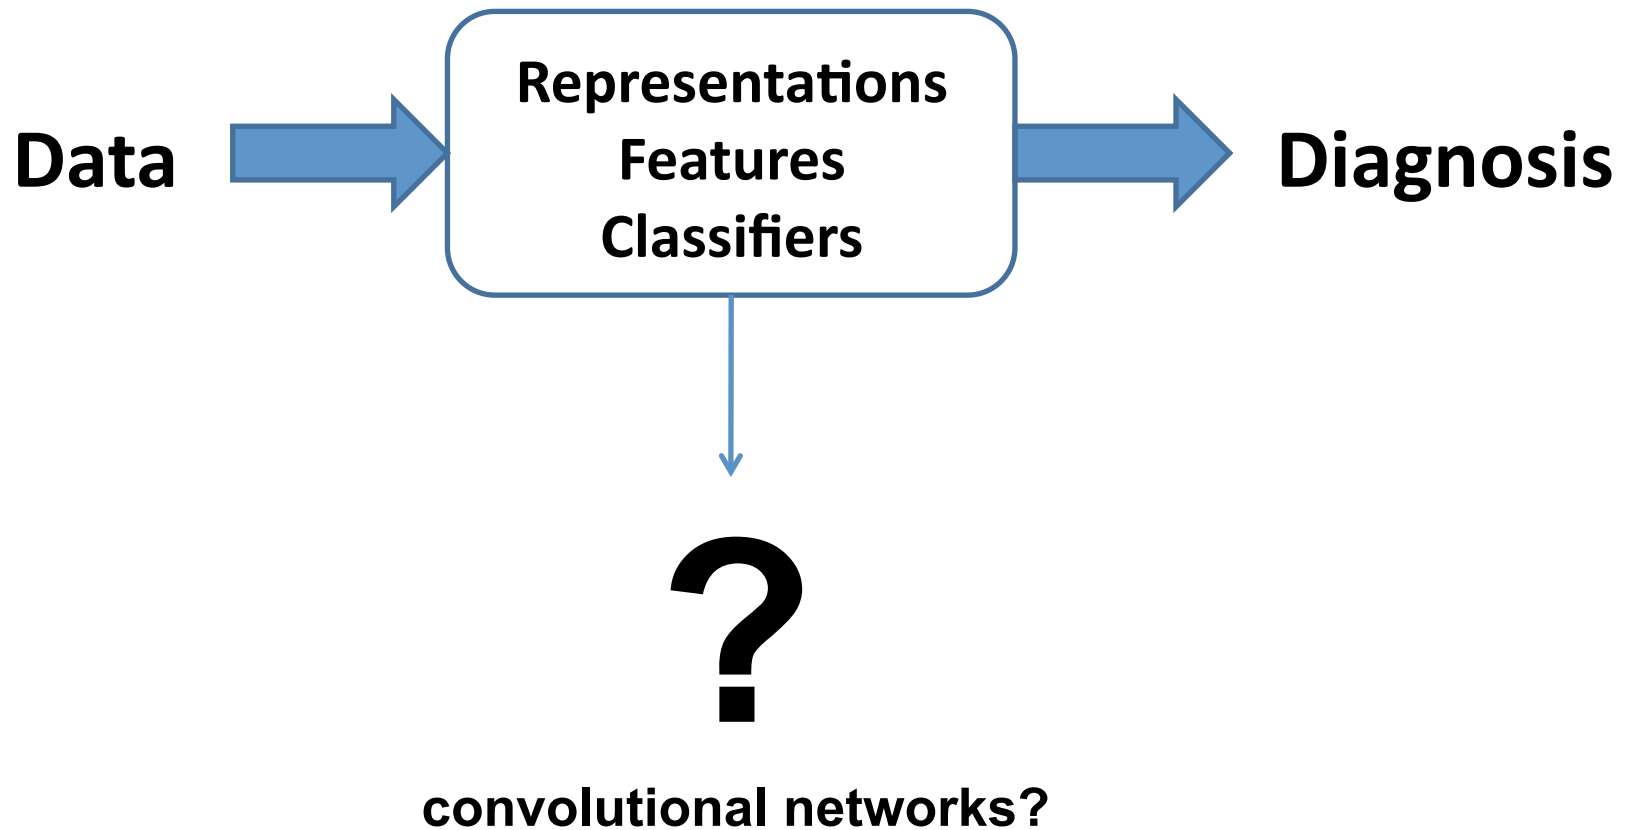 Data
Representations
Features
Classifiers
Diagnosis
?
convolutional networks?